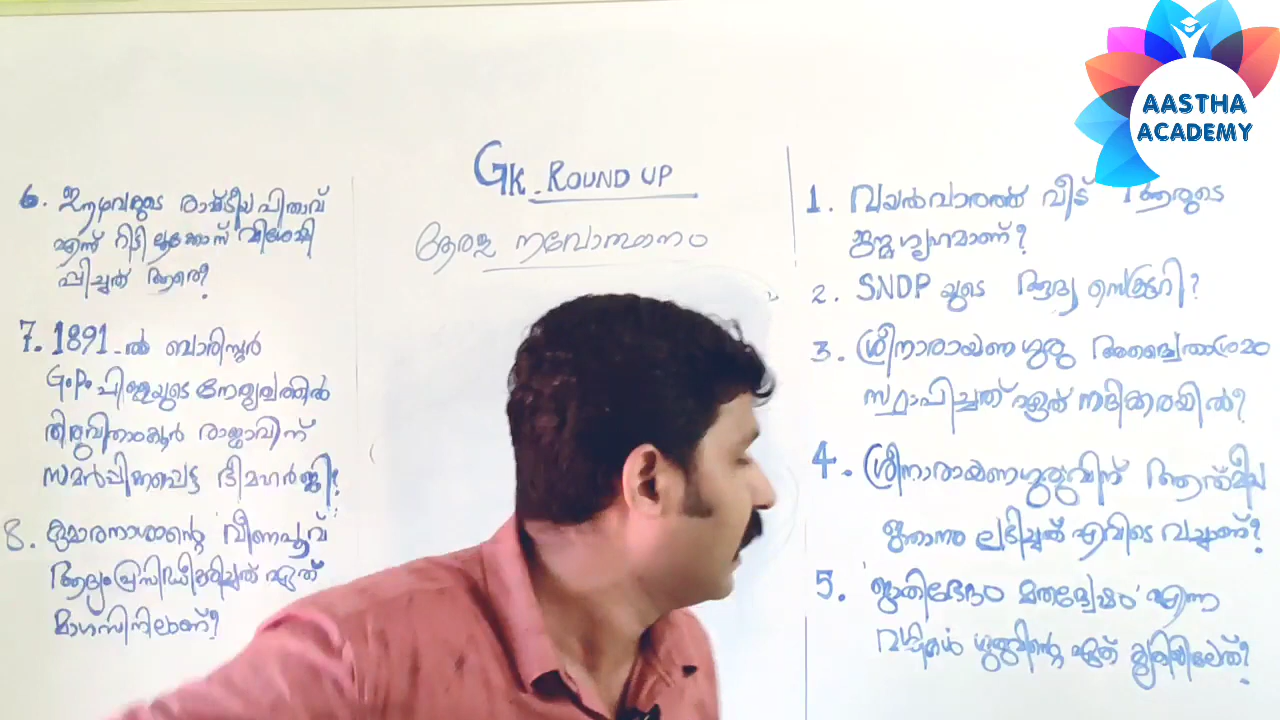 AASTHA
ACADEMY
GK. ROUND UP
കേരള നവോത്ഥാനം
1. വയൽവാരത്ത് വീട് ആരുടെ
ജന്മഗൃഹമാണ്?
2. SNDP യുടെ ആദ്യ സെക്രട്ടറി?
3. ശ്രീനാരായണ ഗുരു അദ്വൈതാശ്രമം
സ്ഥാപിച്ചത് ഏത് നദിക്കരയിൽ?
4. ശ്രീനാരായണഗുരുവിന് ആത്മീയ
ജ്ഞാനം ലഭിച്ചത് എവിടെ വച്ചാണ്?
5. 'ജാതിഭേദം മതദ്വേഷം' എന്ന
വരികൾ ഗുരുവിന്റെ ഏത് കൃതിയിലേത്?
6. ഈഴവരുടെ രാഷ്ട്രീയ പിതാവ്
എന്ന് റിട്ടി ലൂക്കോസ് വിശേഷി
പ്പിച്ചത് ആരെ?
7. 1891-ൽ ബാരിസ്റ്റർ
G.P. പിള്ളയുടെ നേതൃത്വത്തിൽ
തിരുവിതാംകൂർ രാജാവിന്
സമർപ്പിക്കപ്പെട്ട ഭീമഹർജി?
8. കുമാരനാശാന്റെ 'വീണപൂവ്'
ആദ്യം പ്രസിദ്ധീകരിച്ചത് ഏത്
മാഗസിനിലാണ്?